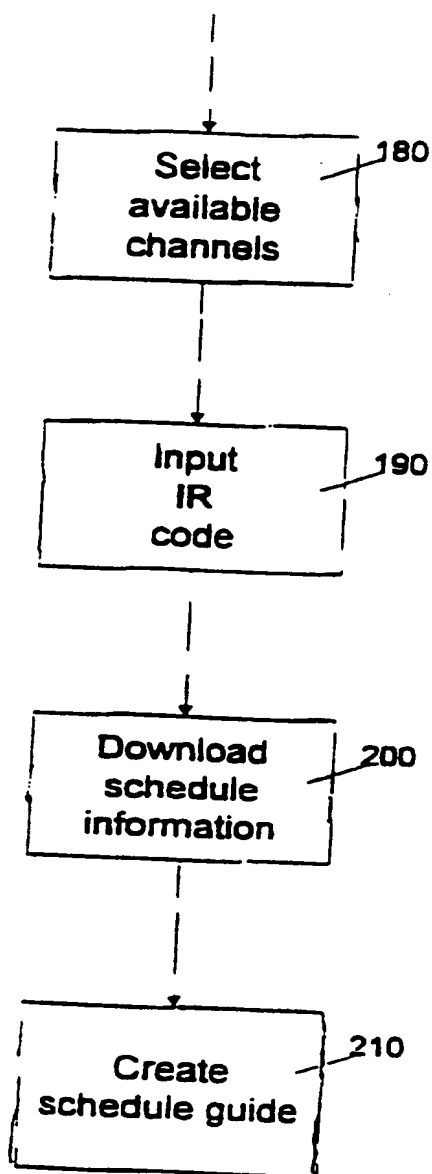 180
Select
available
channels
190
Input
IR
code
200
Download
schedule
information
210
Create
schedule guide